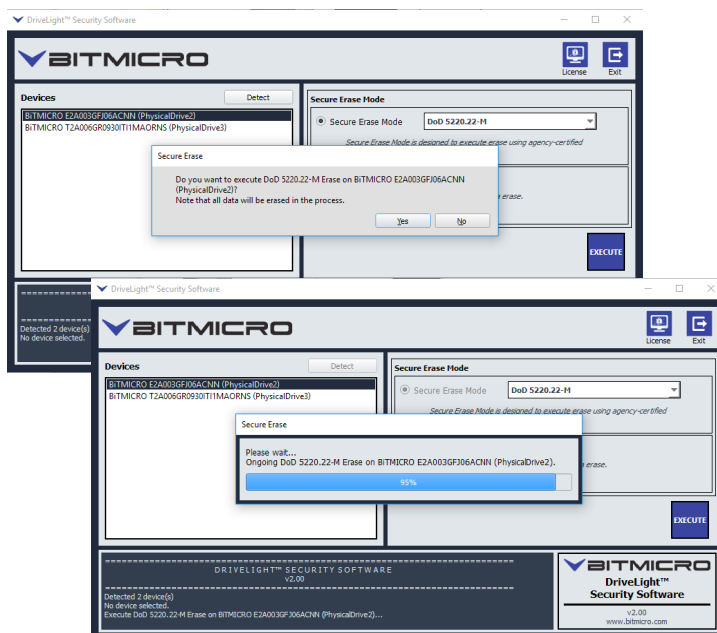 DriveLight™ Security Software
BITMICRO
License
Exit
Devices
Detect
BiTMICRO E2A003GFJ06ACNN (PhysicalDrive2)
BiTMICRO T2A006GR0930ITI1MAORNS (PhysicalDrive3)
Secure Erase Mode
Secure Erase Mode
DoD 5220.22-M
Secure Erase Mode is designed to execute erase using agency-certified
Secure Erase
Do you want to execute DoD 5220.22-M Erase on BiTMICRO E2A003GFJ06ACNN
(PhysicalDrive2)?
Note that all data will be erased in the process.
Yes
No
erase.
EXECUTE
Detected 2 device(s)
No device selected.
DriveLight™ Security Software
BITMICRO
License
Exit
Devices
Detect
BiTMICRO E2A003GFJ06ACNN (PhysicalDrive2)
BiTMICRO T2A006GR0930ITI1MAORNS (PhysicalDrive3)
Secure Erase Mode
Secure Erase Mode
DoD 5220.22-M
Secure Erase Mode is designed to execute erase using agency-certified
Secure Erase
Please wait...
Ongoing DoD 5220.22-M Erase on BiTMICRO E2A003GFJ06ACNN (PhysicalDrive2).
95%
erase.
EXECUTE
==========================================================================
DRIVELIGHT™ SECURITY SOFTWARE
v2.00
==========================================================================
Detected 2 device(s)
No device selected.
Execute DoD 5220.22-M Erase on BiTMICRO E2A003GFJ06ACNN (PhysicalDrive2)...
BITMICRO
DriveLight™
Security Software
v2.00
www.bitmicro.com